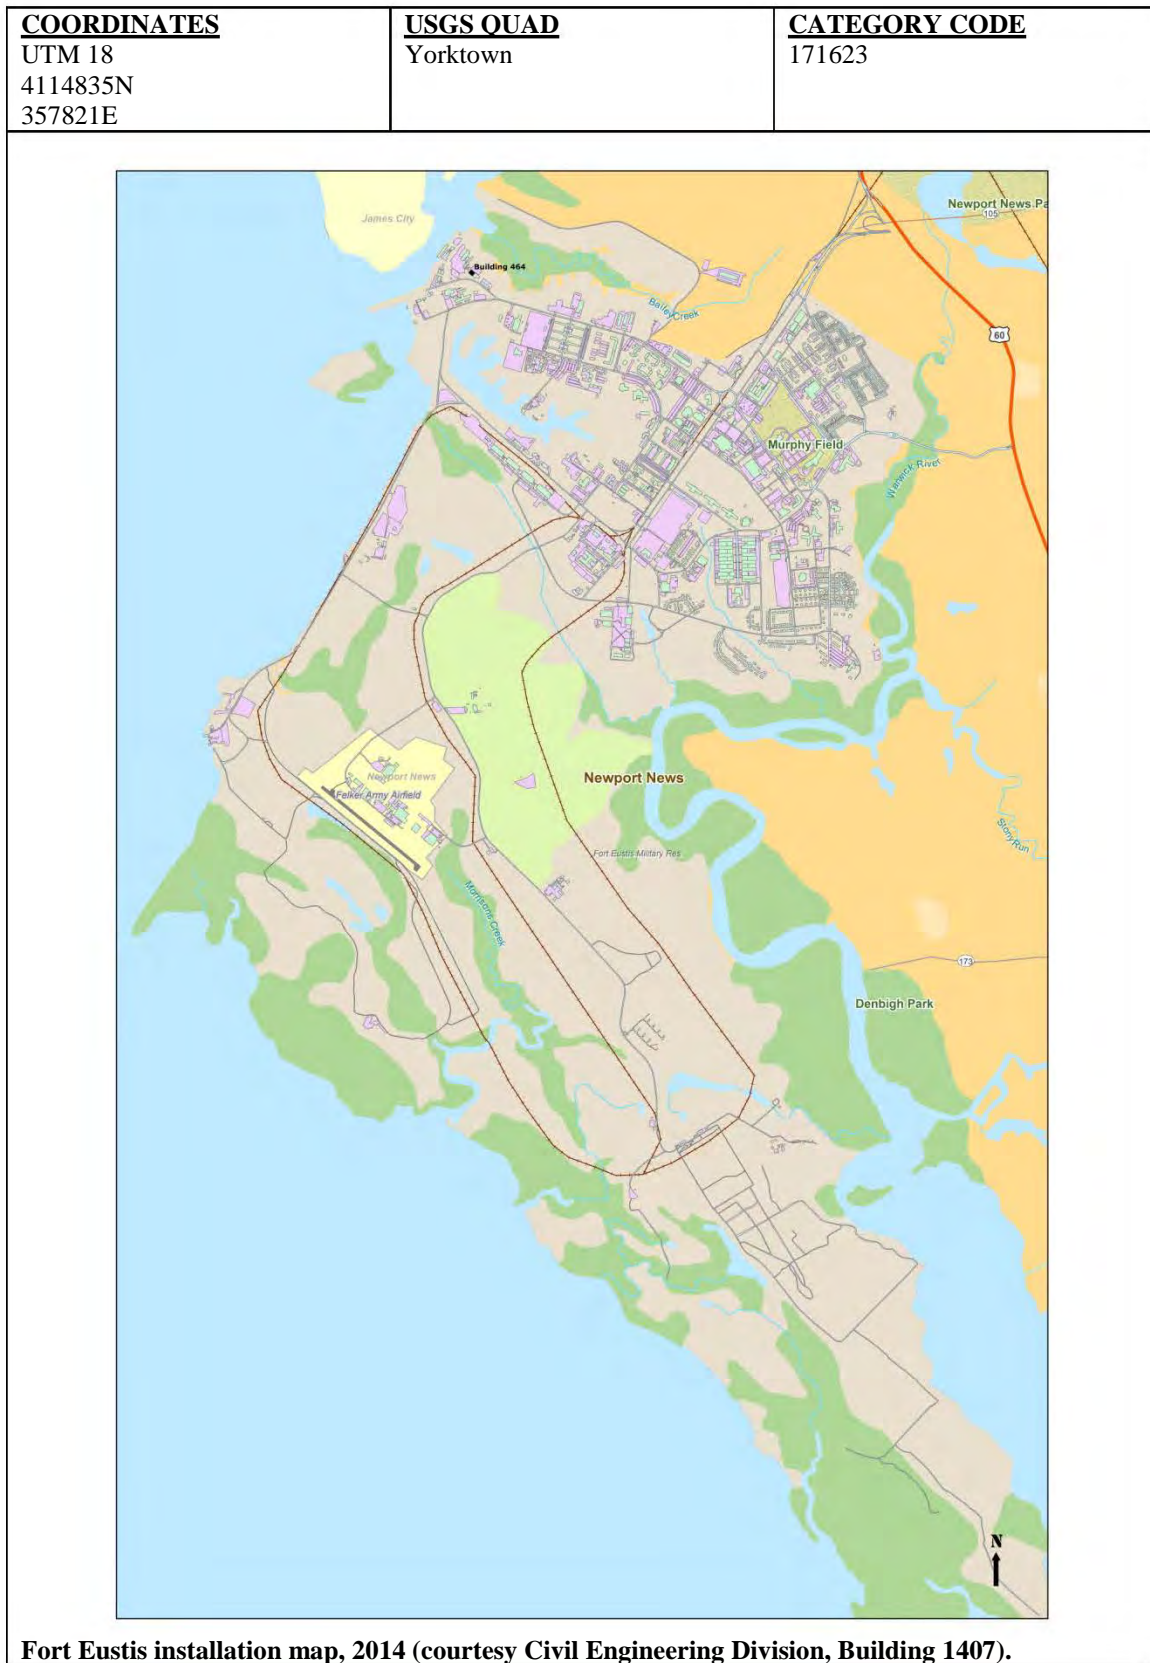 COORDINATES
UTM 18
4114835N
357821E
USGS QUAD
Yorktown
CATEGORY CODE
171623
James City
Newport News Pa
105
Building 464
Bailey Creek
60
Murphy Field
Warwick River
Newport News
Newport News
Felker Army Airfield
Stony Run
Fort Eustis Military Res
Morrisons Creek
173
Denbigh Park
N
Fort Eustis installation map, 2014 (courtesy Civil Engineering Division, Building 1407).